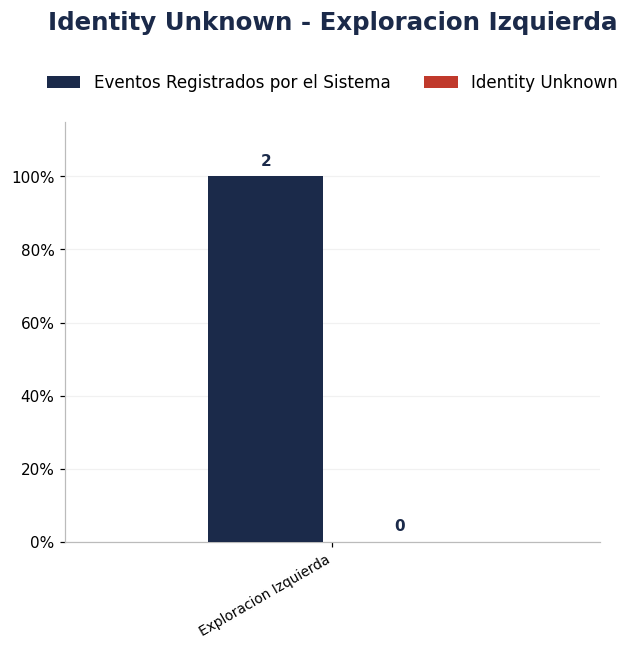 Identity Unknown - Exploracion Izquierda
Eventos Registrados por el Sistema
Identity Unknown
2
100%
80%
60%
40%
20%
0
0%
Exploracion Izquierda